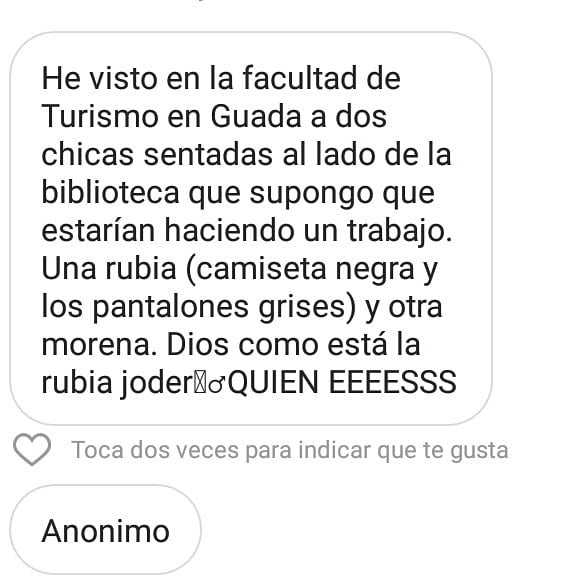 He visto en la facultad de
Turismo en Guada a dos
chicas sentadas al lado de la
biblioteca que supongo que
estarían haciendo un trabajo.
Una rubia (camiseta negra y
los pantalones grises) y otra
morena. Dios como está la
rubia joder♂QUIEN EEEESSS
Toca dos veces para indicar que te gusta
Anonimo